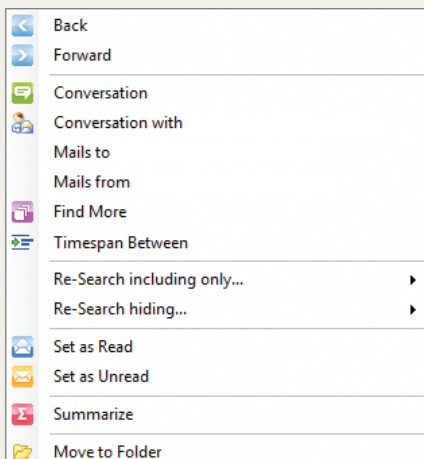 Back
Forward
Conversation
Conversation with
Mails to
Mails from
Find More
Timespan Between
Re-Search including only...
Re-Search hiding...
Set as Read
Set as Unread
Summarize
Move to Folder